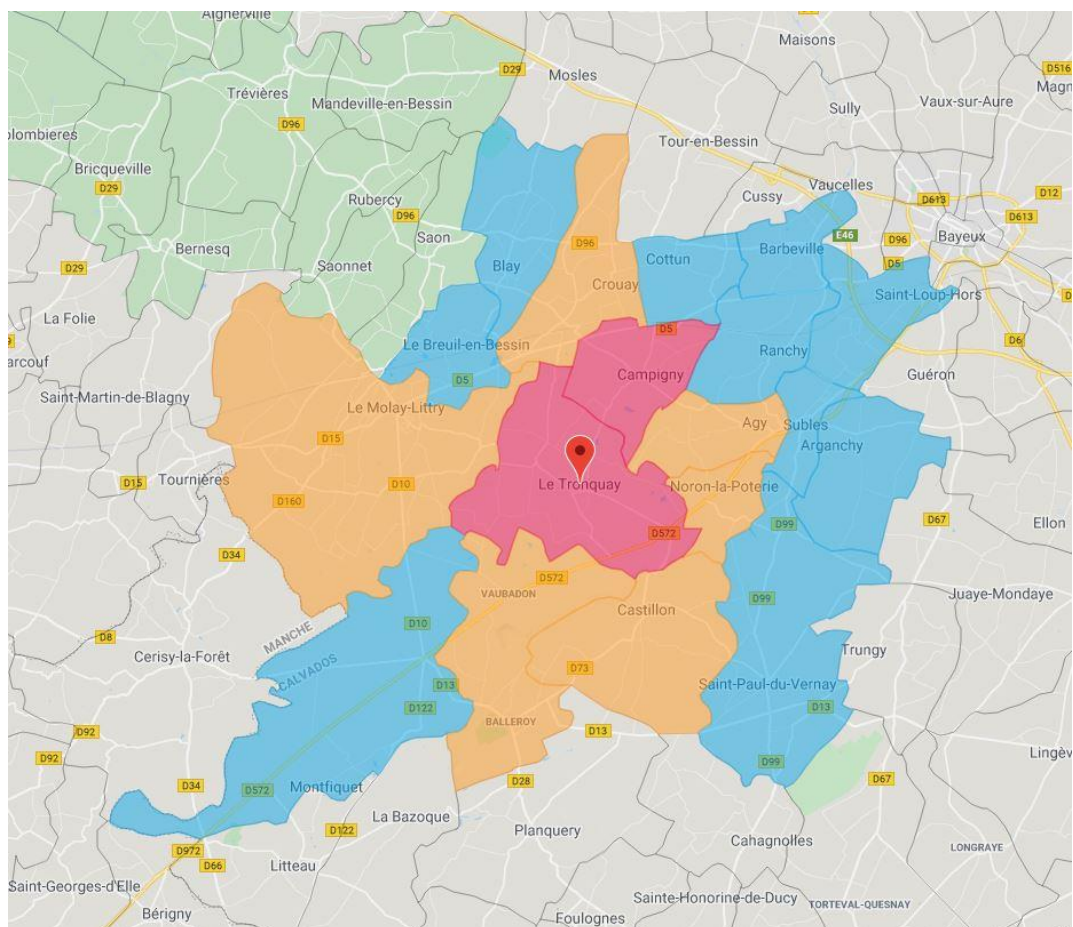 Aignerville
Maisons
D29
Mosles
D516
Trévières
Mandeville-en-Bessin
Vaux-sur-Aure
Sully
D96
Tour-en-Bessin
Bricqueville
Vaucelles
D29
Rubercy
Cussy
D613
D12
D96
D613
Saon
E46
D96
Bayeux
Bernesq
D96
Barbeville
D29
Saonnet
Blay
Cottun
D5
Crouay
Saint-Loup-Hors
La Folie
D5
D6
Le Breuil-en-Bessin
Ranchy
Campigny
Guéron
D5
Saint-Martin-de-Blagny
Le Molay-Littry
Agy
Subles
D15
Arganchy
Tournières
D15
D10
Le Tronquay
Noron-la-Poterie
D160
D67
Ellon
D99
D572
D34
D572
VAUBADON
Juaye-Mondaye
D99
Castillon
D10
D8
MANCHE
Cerisy-la-Forêt
Trungy
CALVADOS
D73
D13
Saint-Paul-du-Vernay
D122
D13
BALLEROY
D13
D92
D92
D99
D34
D572
Montfiquet
D28
D67
La Bazoque
D122
Planquery
Cahagnolles
D972
LONGRAYE
D66
Litteau
Saint-Georges-d'Elle
Sainte-Honorine-de-Ducy
TORTEVAL-QUESNAY
Bérigny
Foulognes